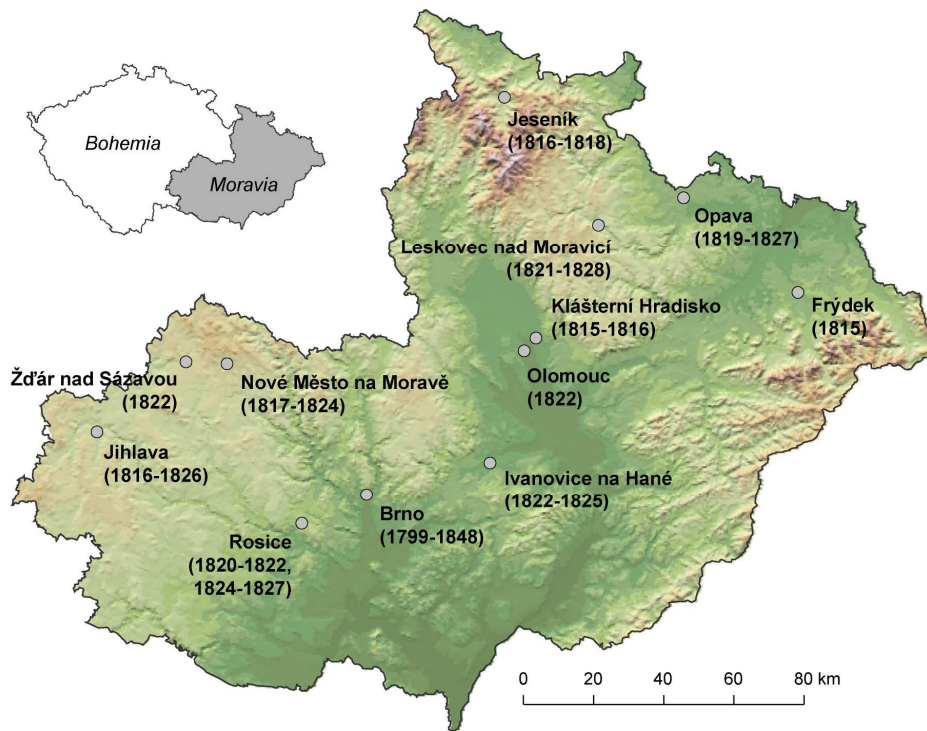 Bohemia
Moravia
Jeseník
(1816-1818)
Opava
(1819-1827)
Leskovec nad Moravicí
(1821-1828)
Klášterní Hradisko
(1815-1816)
Frýdek
(1815)
Olomouc
(1822)
Žďár nad Sázavou
(1822)
Nové Město na Moravě
(1817-1824)
Jihlava
(1816-1826)
Ivanovice na Hané
(1822-1825)
Brno
(1799-1848)
Rosice
(1820-1822,
1824-1827)
0 20 40 60 80 km